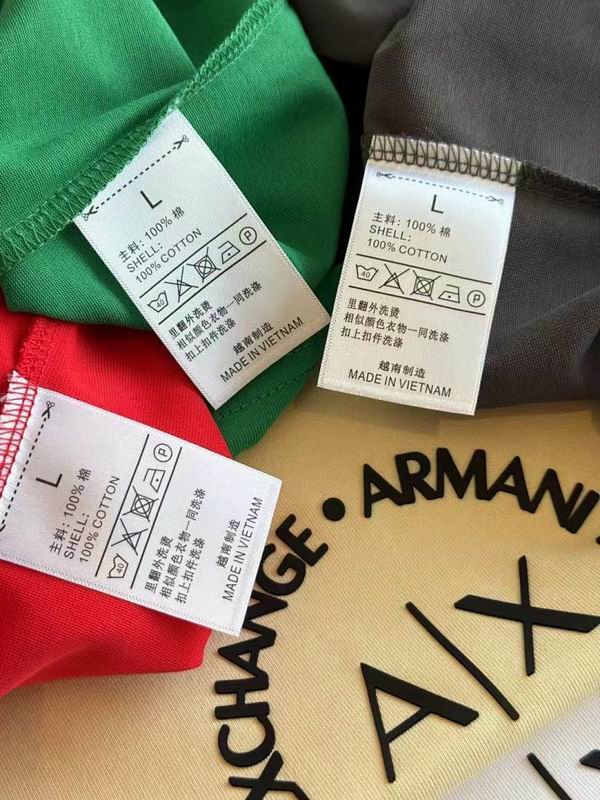 L
主料: 100% 棉
SHELL:
100% COTTON
40
P
里翻外洗烫
相似颜色衣物一同洗涤
扣上扣件洗涤
越南制造
MADE IN VIETNAM
L
主料: 100% 棉
SHELL:
100% COTTON
40
P
里翻外洗烫
相似颜色衣物一同洗涤
扣上扣件洗涤
越南制造
MADE IN VIETNAM
L
主料: 100% 棉
SHELL:
100% COTTON
40
P
里翻外洗烫
相似颜色衣物一同洗涤
扣上扣件洗涤
越南制造
MADE IN VIETNAM
XCHANGE • ARMANI
A/X